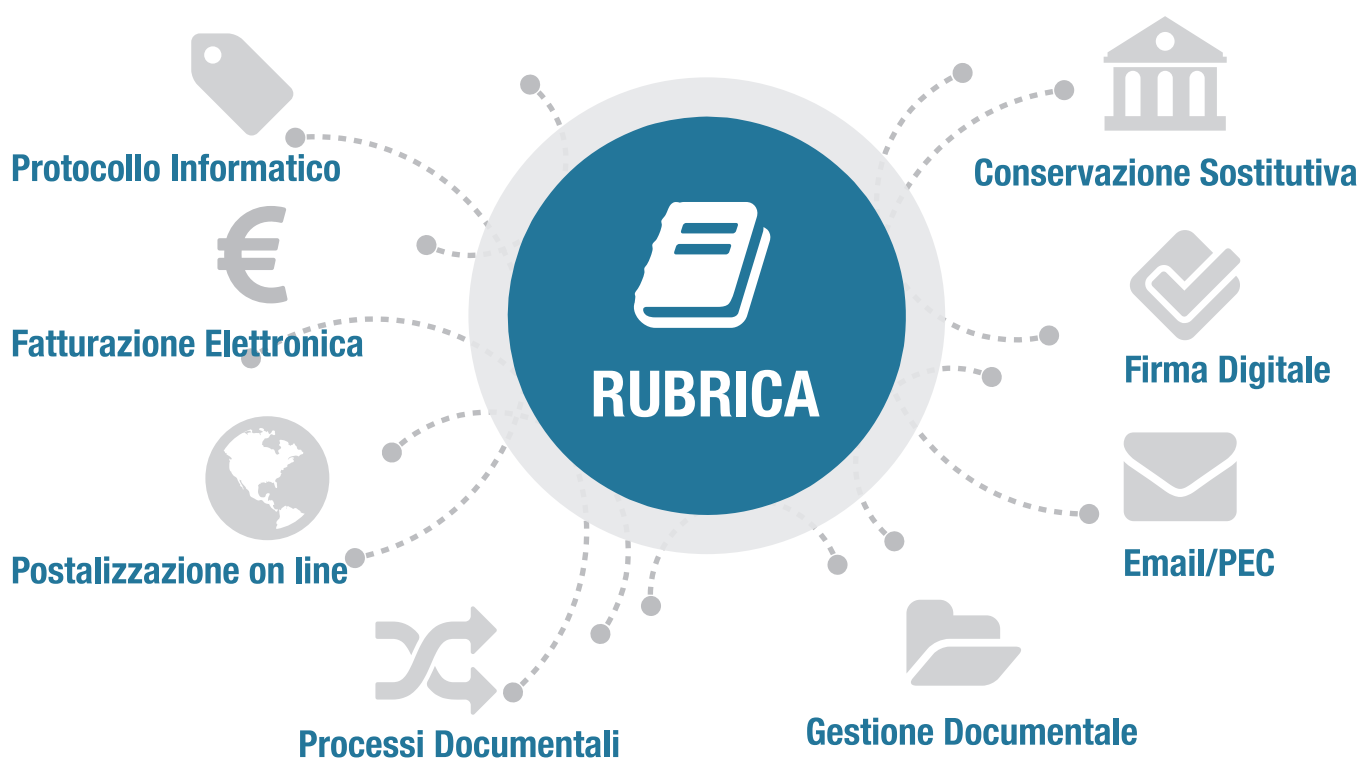 Protocollo Informatico
Conservazione Sostitutiva
Fatturazione Elettronica
Firma Digitale
RUBRICA
Postalizzazione on line
Email/PEC
Processi Documentali
Gestione Documentale